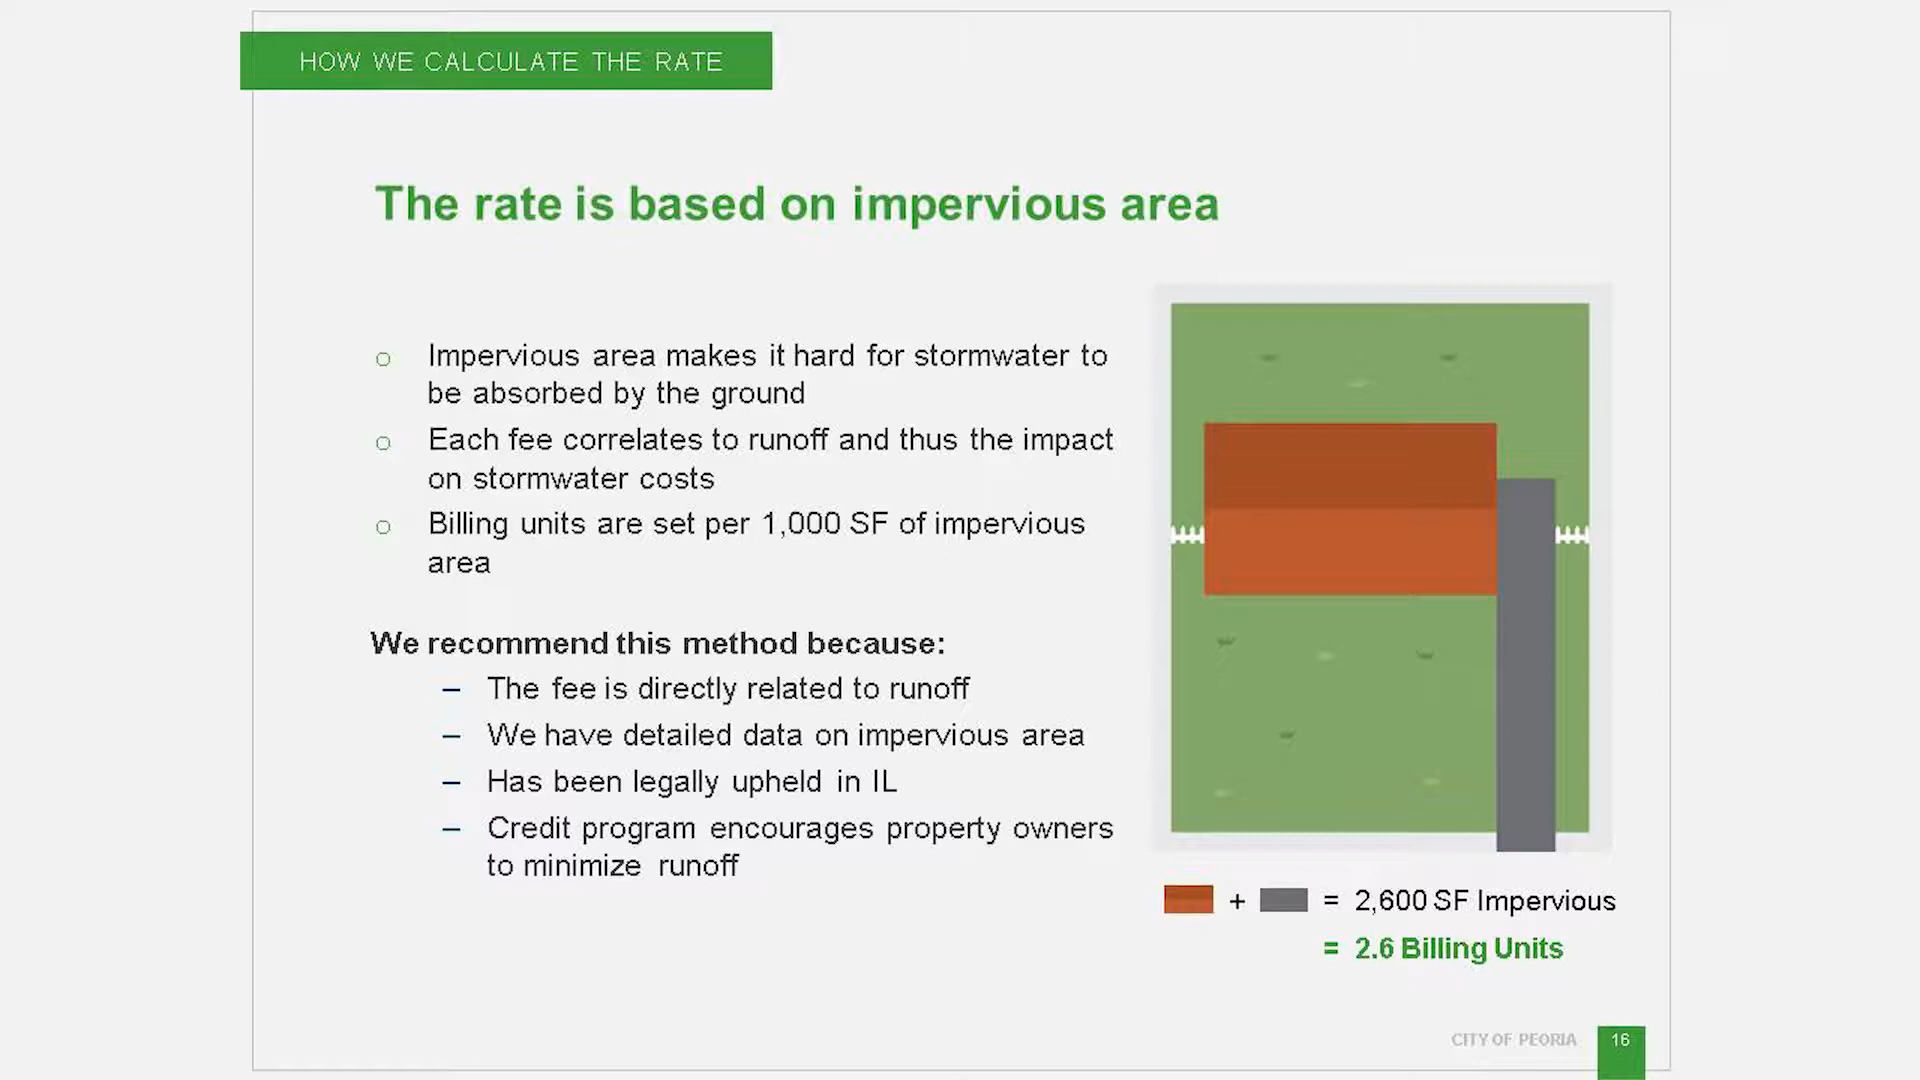 HOW WE CALCULATE THE RATE
The rate is based on impervious area
Impervious area makes it hard for stormwater to
be absorbed by the ground
Each fee correlates to runoff and thus the impact
on stormwater costs
Billing units are set per 1,000 SF of impervious
area
We recommend this method because:
– The fee is directly related to runoff
– We have detailed data on impervious area
– Has been legally upheld in IL
– Credit program encourages property owners
to minimize runoff
+ = 2,600 SF Impervious
= 2.6 Billing Units
CITY OF PEORIA 16